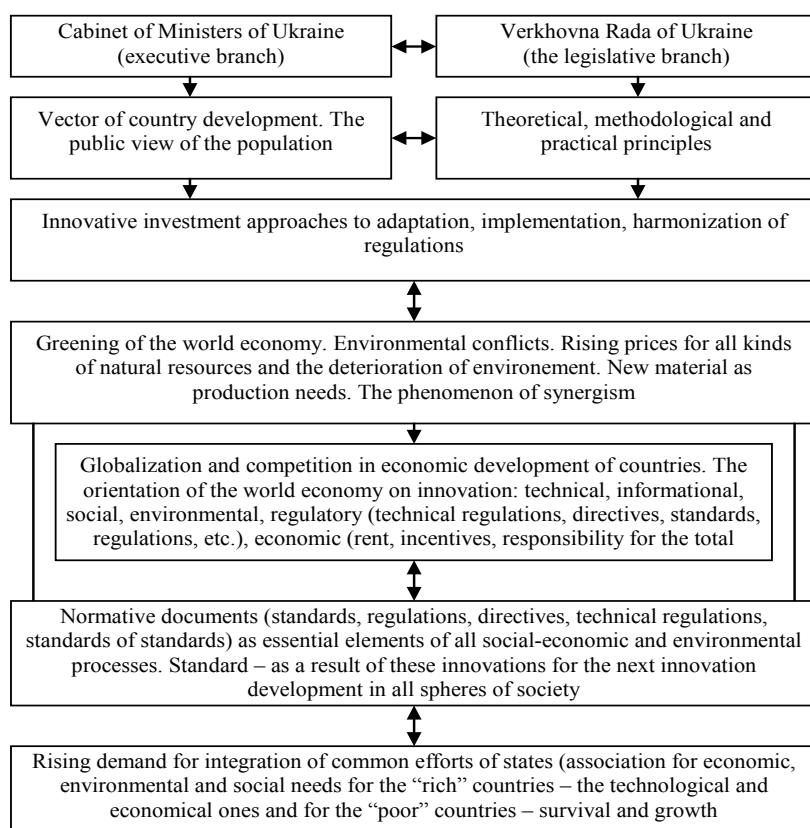 Cabinet of Ministers of Ukraine
(executive branch)
Verkhovna Rada of Ukraine
(the legislative branch)
Vector of country development. The
public view of the population
Theoretical, methodological and
practical principles
Innovative investment approaches to adaptation, implementation, harmonization of
regulations
Greening of the world economy. Environmental conflicts. Rising prices for all kinds
of natural resources and the deterioration of environement. New material as
production needs. The phenomenon of synergism
Globalization and competition in economic development of countries. The
orientation of the world economy on innovation: technical, informational,
social, environmental, regulatory (technical regulations, directives, standards,
regulations, etc.), economic (rent, incentives, responsibility for the total
Normative documents (standards, regulations, directives, technical regulations,
standards of standards) as essential elements of all social-economic and environmental
processes. Standard – as a result of these innovations for the next innovation
development in all spheres of society
Rising demand for integration of common efforts of states (association for economic,
environmental and social needs for the “rich” countries – the technological and
economical ones and for the “poor” countries – survival and growth